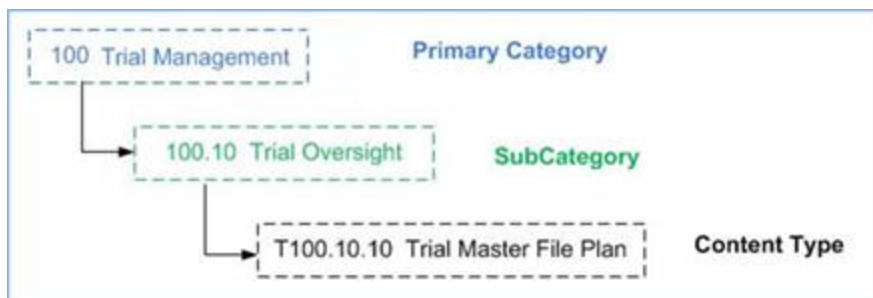 100 Trial Management Primary Category
100.10 Trial Oversight SubCategory
T100.10.10 Trial Master File Plan Content Type